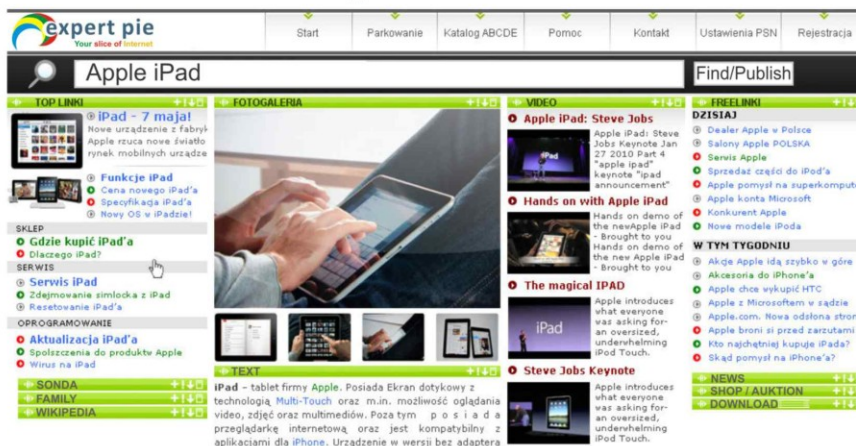 expert pie
Your slice of Internet
Start
Parkowanie
Katalog ABCDE
Pomoc
Kontakt
Ustawienia PSN
Rejestracja
Apple iPad
Find/Publish
TOP LINKI
iPad - 7 maja!
Nowe urządzenie z fabryk
Apple rzuca nowe światło
rynek mobilnych urządze
Funkcje iPad
Cena nowego iPad'a
Specyfikacja iPad'a
Nowy OS w iPadzie!
SKLEP
Gdzie kupić iPad'a
Dlaczego iPad?
SERWIS
Serwis iPad
Zdejmowanie simlocka z iPad
Resetowanie iPad'a
OPROGRAMOWANIE
Aktualizacja iPad'a
Spolszczenia do produktw Apple
Wirus na iPad
SONDA
FAMILY
WIKIPEDIA
FOTOGALERIA
TEXT
iPad – tablet firmy Apple. Posiada Ekran dotykowy z
technologią Multi-Touch oraz m.in. możliwość oglądania
video, zdjęć oraz multimediów. Poza tym p o s i a d a
przeglądarkę internetową oraz jest kompatybilny z
aplikacjami dla iPhone. Urządzenie w wersji bez adaptera
VIDEO
Apple iPad: Steve Jobs
Apple iPad: Steve
Jobs Keynote Jan
27 2010 Part 4
"apple ipad"
keynote "ipad
announcement"
Hands on with Apple iPad
Hands on demo of
the newApple iPad
- Brought to you
Hands on demo of
the new Apple iPad
- Brought to you
The magical IPAD
iPad
Apple introduces
what everyone
was asking for-
an oversized,
underwhelming
iPod Touch.
Steve Jobs Keynote
Apple introduces
what everyone
was asking for-
an oversized,
underwhelming
iPod Touch.
FREELINKI
DZISIAJ
Dealer Apple w Polsce
Salony Apple POLSKA
Serwis Apple
Sprzedaż części do iPod'a
Apple pomysł na superkompute
Apple konta Microsoft
Konkurent Apple
Nowe modele iPoda
W TYM TYGODNIU
Akcje Apple idą szybko w góre
Akcesoria do iPhone'a
Apple chce wykupić HTC
Apple z Microsoftem w sądzie
Apple.com. Nowa odsłona stron
Apple broni si przed zarzutami
Kto najchętniej kupuje iPada?
Skąd pomysł na iPhone'a?
NEWS
SHOP / AUKTION
DOWNLOAD